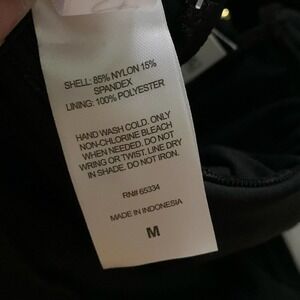 SHELL: 85% NYLON 15%
SPANDEX
LINING: 100% POLYESTER
HAND WASH COLD. ONLY
NON-CHLORINE BLEACH
WHEN NEEDED. DO NOT
WRING OR TWIST. LINE DRY
IN SHADE. DO NOT IRON.
RN# 65334
MADE IN INDONESIA
M